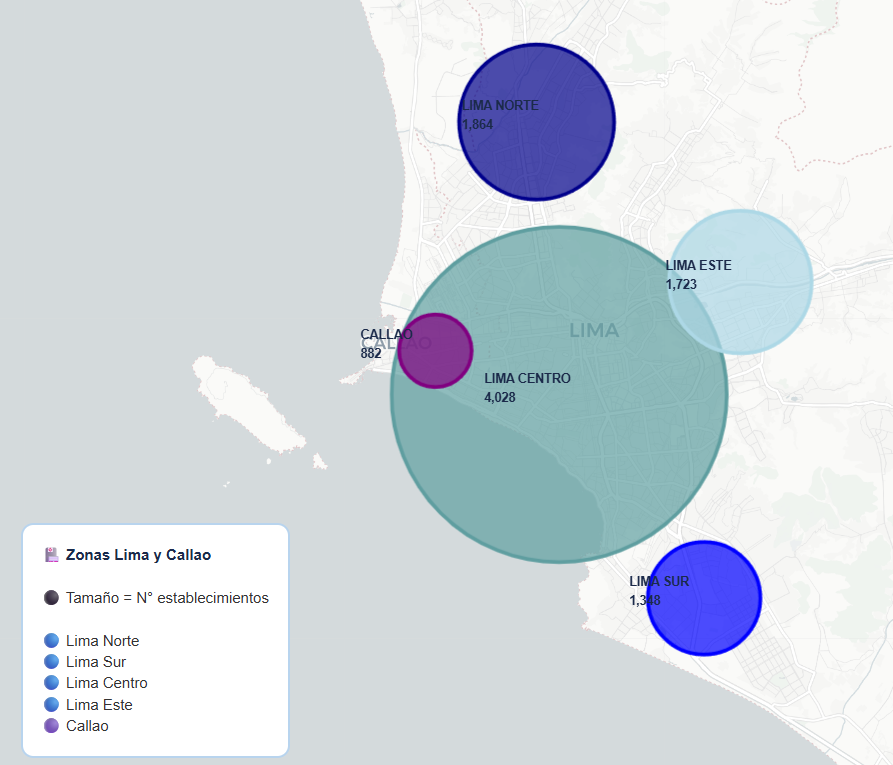 LIMA NORTE
1,864
LIMA ESTE
1,723
LIMA
CALLAO
CALLAO
882
LIMA CENTRO
4,028
LIMA SUR
1,348
Zonas Lima y Callao
Tamaño = N° establecimientos
Lima Norte
Lima Sur
Lima Centro
Lima Este
Callao